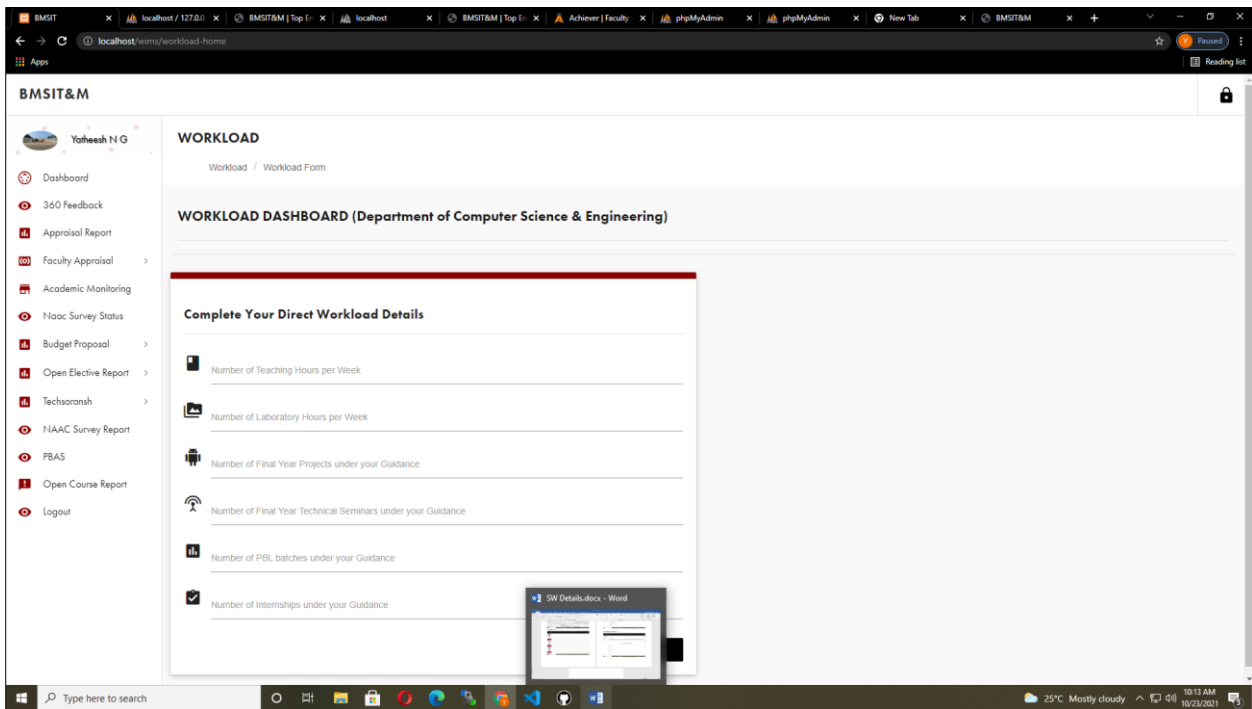 BMSIT
localhost / 127.0.0.
BMSIT&M | Top En
localhost
BMSIT&M | Top En
Achiever | Faculty
phpMyAdmin
phpMyAdmin
New Tab
BMSIT&M
localhost/wims/workload-home
Y Paused
Apps
Reading list
BMSIT&M
Yatheesh N G
WORKLOAD
Workload / Workload Form
Dashboard
360 Feedback
WORKLOAD DASHBOARD (Department of Computer Science & Engineering)
Appraisal Report
Faculty Appraisal
Academic Monitoring
Naac Survey Status
Complete Your Direct Workload Details
Budget Proposal
Number of Teaching Hours per Week
Open Elective Report
Techsaransh
Number of Laboratory Hours per Week
NAAC Survey Report
PBAS
Number of Final Year Projects under your Guidance
Open Course Report
Logout
Number of Final Year Technical Seminars under your Guidance
Number of PBL batches under your Guidance
SW Details.docx - Word
Number of Internships under your Guidance
Type here to search
25°C Mostly cloudy
10:13 AM
10/23/2021
3